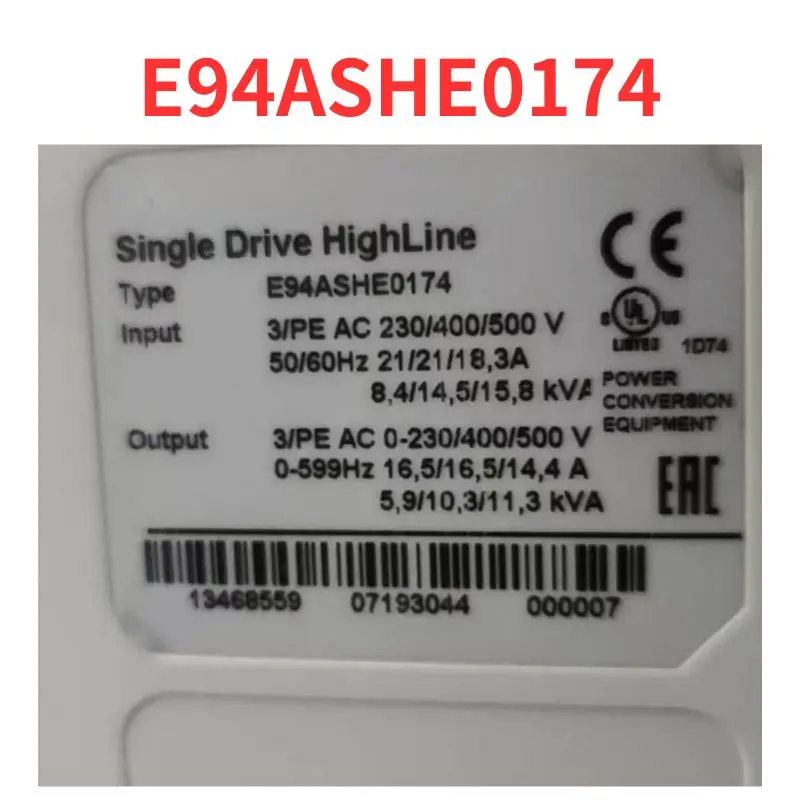 E94ASHE0174
Single Drive HighLine
Type E94ASHE0174
Input 3/PE AC 230/400/500 V
50/60Hz 21/21/18,3A
8,4/14,5/15,8 kVA
Output 3/PE AC 0-230/400/500 V
0-599Hz 16,5/16,5/14,4 A
5,9/10,3/11,3 kVA
CE
C UL US
LISTED 1D74
POWER
CONVERSION
EQUIPMENT
EAC
13468559 07193044 000007